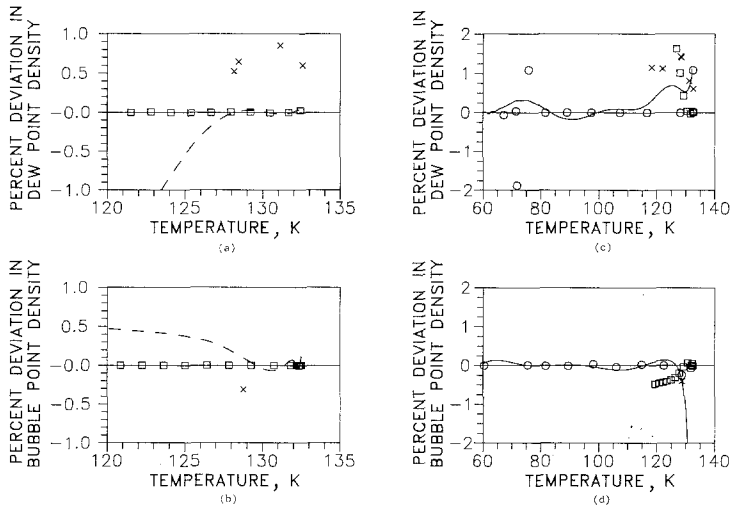 PERCENT DEVIATION IN
DEW POINT DENSITY
1.0
0.5
-0.0
-0.5
-1.0
120
125
130
135
TEMPERATURE, K
(a)
PERCENT DEVIATION IN
DEW POINT DENSITY
2
1
0
-1
-2
60
80
100
120
140
TEMPERATURE, K
(c)
PERCENT DEVIATION IN
BUBBLE POINT DENSITY
1.0
0.5
-0.0
-0.5
-1.0
120
125
130
135
TEMPERATURE, K
(b)
PERCENT DEVIATION IN
BUBBLE POINT DENSITY
2
1
0
-1
-2
60
80
100
120
140
TEMPERATURE, K
(d)